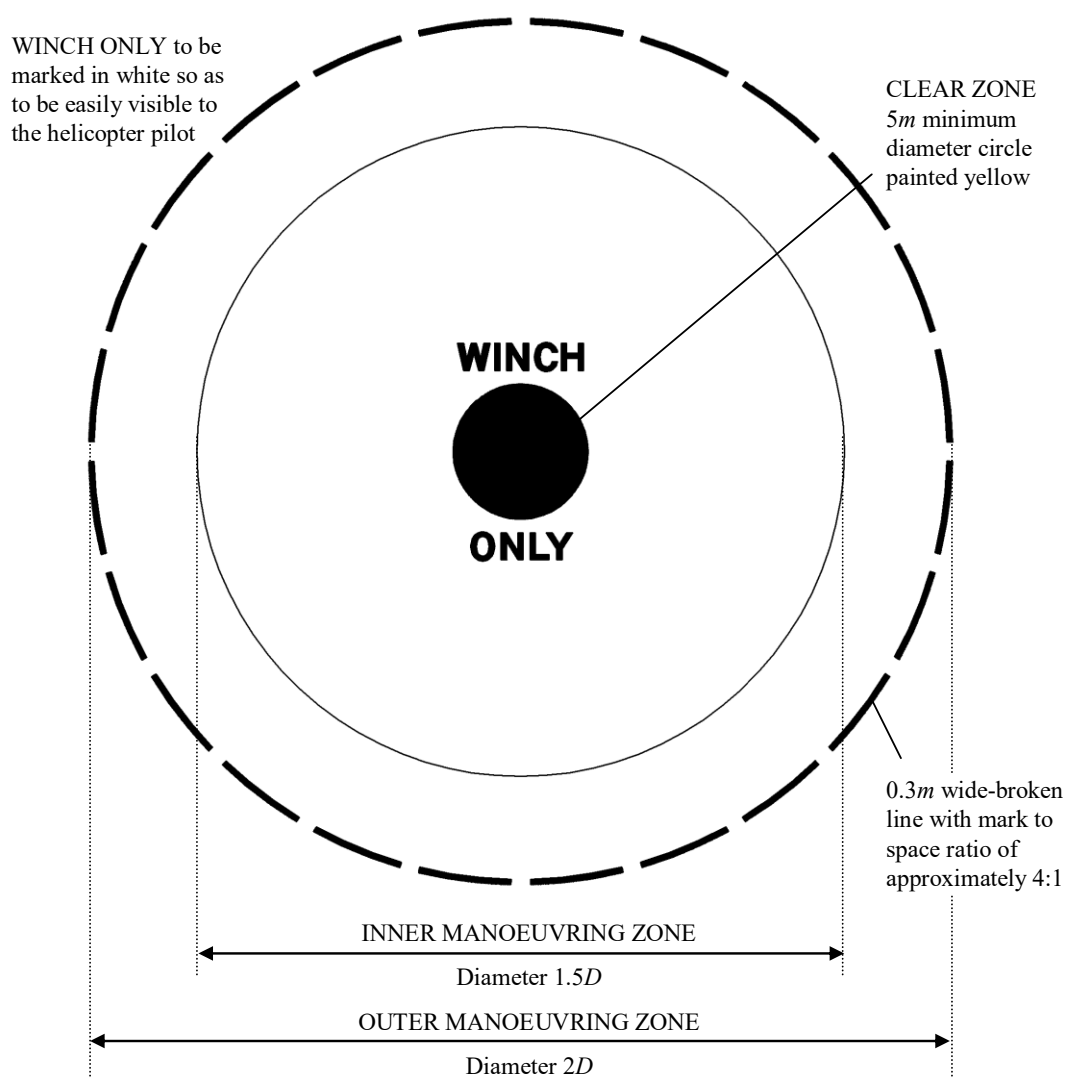 WINCH ONLY to be
marked in white so as
to be easily visible to
the helicopter pilot
CLEAR ZONE
5m minimum
diameter circle
painted yellow
WINCH
ONLY
0.3m wide-broken
line with mark to
space ratio of
approximately 4:1
INNER MANOEUVRING ZONE
Diameter 1.5D
OUTER MANOEUVRING ZONE
Diameter 2D